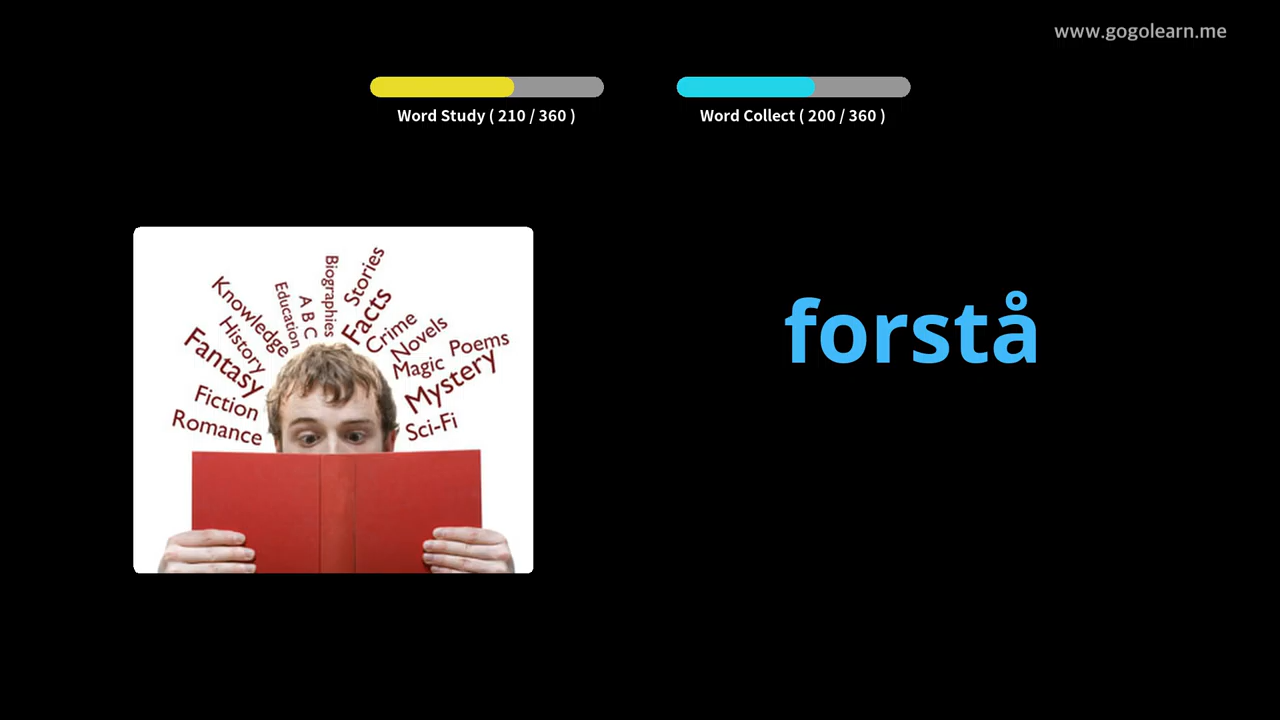 www.gogolearn.me
Word Study ( 210 / 360 )
Word Collect ( 200 / 360 )
Biographies
Stories
Education
A B C
Facts
Knowledge
Crime
History
Novels
Fantasy
Magic
Poems
Mystery
Fiction
Romance
Sci-Fi
forstå